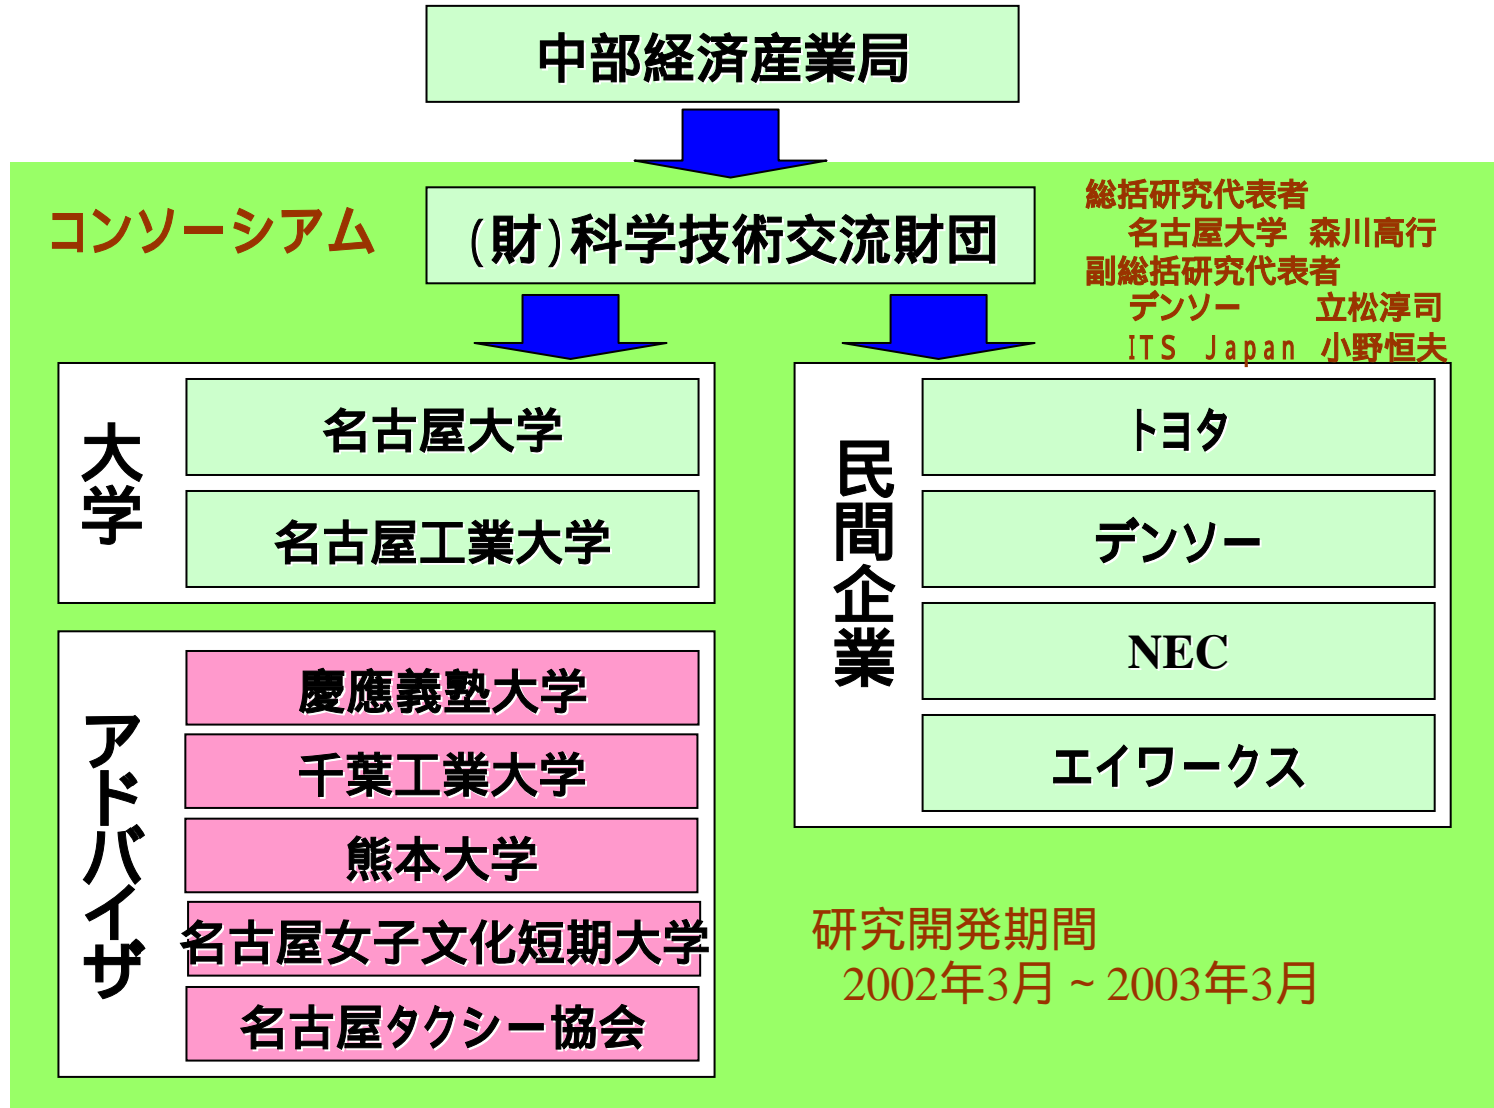 中部経済産業局
コンソーシアム
(財)科学技術交流財団
総括研究代表者
名古屋大学 森川高行
副総括研究代表者
デンソー 立松淳司
ITS Japan 小野恒夫
大学
名古屋大学
名古屋工業大学
民間企業
トヨタ
デンソー
NEC
エイワークス
アドバイザ
慶應義塾大学
千葉工業大学
熊本大学
名古屋女子文化短期大学
名古屋タクシー協会
研究開発期間
2002年3月~2003年3月